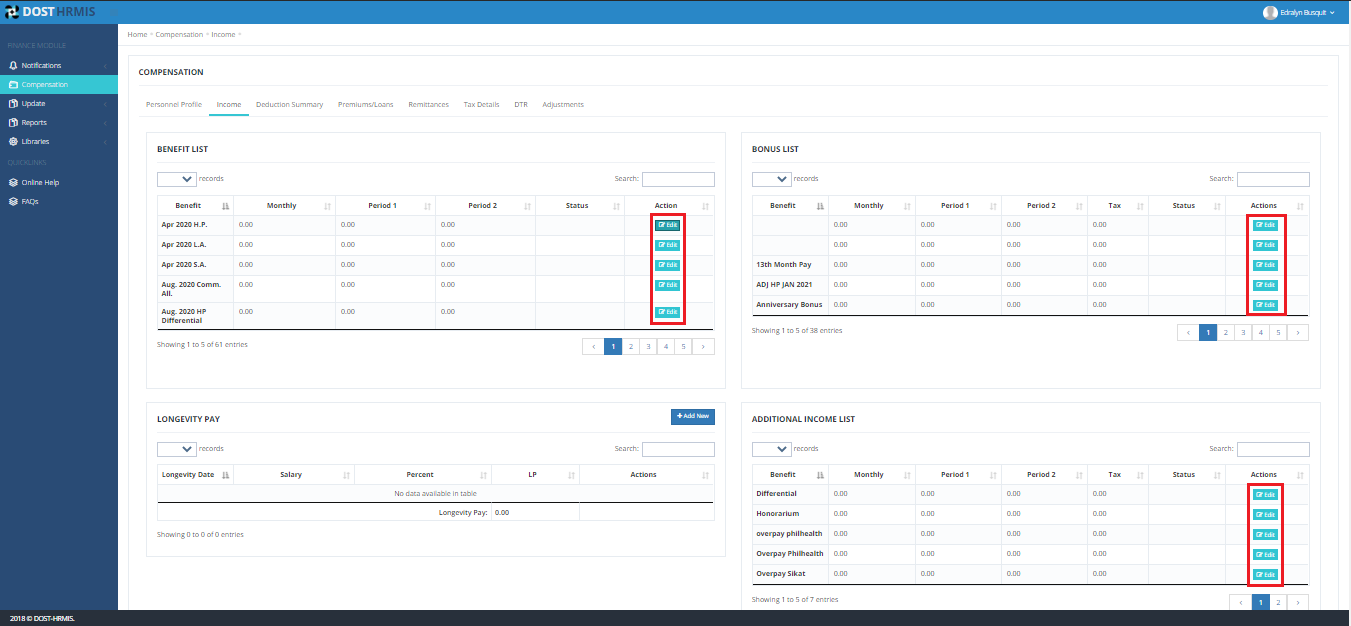 DOST HRMIS
Edralyn Busquit
FINANCE MODULE
Notifications
Compensation
Update
Reports
Libraries
QUICKLINKS
Online Help
FAQs
Home Compensation Income
COMPENSATION
Personnel Profile Income Deduction Summary Premiums/Loans Remittances Tax Details DTR Adjustments
BENEFIT LIST
records Search:
Benefit Monthly Period 1 Period 2 Status Action
Apr 2020 H.P. 0.00 0.00 0.00 Edit
Apr 2020 L.A. 0.00 0.00 0.00 Edit
Apr 2020 S.A. 0.00 0.00 0.00 Edit
Aug. 2020 Comm. 0.00 0.00 0.00 Edit
All.
Aug. 2020 HP 0.00 0.00 0.00 Edit
Differential
Showing 1 to 5 of 61 entries
‹ 1 2 3 4 5 ›
BONUS LIST
records Search:
Benefit Monthly Period 1 Period 2 Tax Status Actions
0.00 0.00 0.00 0.00 Edit
0.00 0.00 0.00 0.00 Edit
13th Month Pay 0.00 0.00 0.00 0.00 Edit
ADJ HP JAN 2021 0.00 0.00 0.00 0.00 Edit
Anniversary Bonus 0.00 0.00 0.00 0.00 Edit
Showing 1 to 5 of 38 entries
‹ 1 2 3 4 5 ›
LONGEVITY PAY
+ Add New
records Search:
Longevity Date Salary Percent LP Actions
No data available in table
Longevity Pay: 0.00
Showing 0 to 0 of 0 entries
ADDITIONAL INCOME LIST
records Search:
Benefit Monthly Period 1 Period 2 Tax Status Actions
Differential 0.00 0.00 0.00 0.00 Edit
Honorarium 0.00 0.00 0.00 0.00 Edit
overpay philhealth 0.00 0.00 0.00 0.00 Edit
Overpay Philhealth 0.00 0.00 0.00 0.00 Edit
Overpay Sikat 0.00 0.00 0.00 0.00 Edit
Showing 1 to 5 of 7 entries
‹ 1 2 ›
2018 © DOST-HRMIS.